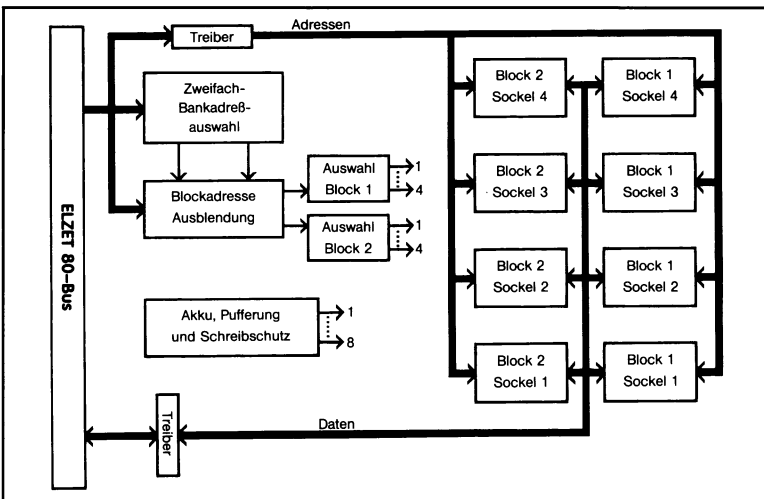 Adressen
Treiber
Zweifach-
Bankadreß-
auswahl
Blockadresse
Ausblendung
Auswahl
Block 1
1
4
Auswahl
Block 2
1
4
Akku, Pufferung
und Schreibschutz
1
8
ELZET 80-Bus
Treiber
Daten
Block 2
Sockel 4
Block 1
Sockel 4
Block 2
Sockel 3
Block 1
Sockel 3
Block 2
Sockel 2
Block 1
Sockel 2
Block 2
Sockel 1
Block 1
Sockel 1